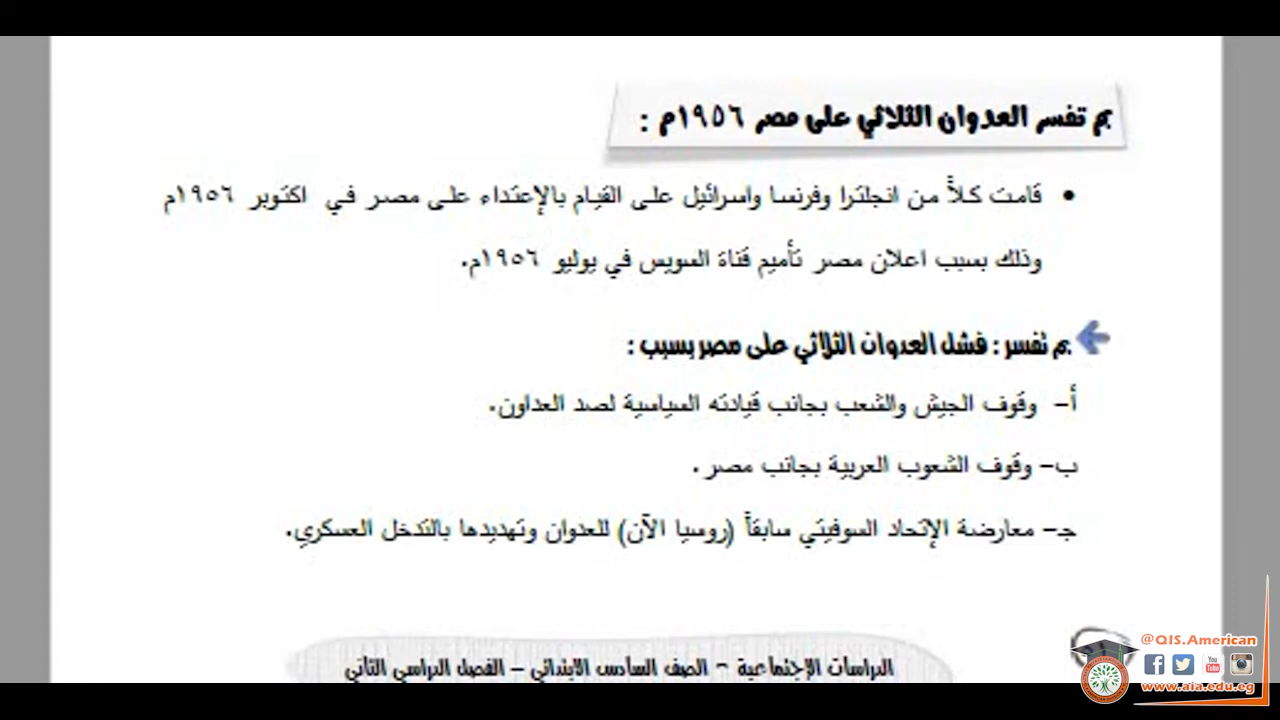 بم تفسر العدوان الثلاثي على مصر ١٩٥٦م :
• قامت كلاً من انجلترا وفرنسا واسرائيل على القيام بالإعتداء على مصر في اكتوبر ١٩٥٦م
وذلك بسبب اعلان مصر تأميم قناة السويس في يوليو ١٩٥٦م.
بم تفسر : فشل العدوان الثلاثي على مصر بسبب :
أ- وقوف الجيش والشعب بجانب قيادته السياسية لصد العداون.
ب- وقوف الشعوب العربية بجانب مصر .
جـ- معارضة الإتحاد السوفيتي سابقاً (روسيا الآن) للعدوان وتهديدها بالتدخل العسكري.
الدراسات الإجتماعية - الصف السادس الابتدائي - الفصل الدراسي الثاني
@QIS.American
You Tube
www.aia.edu.eg